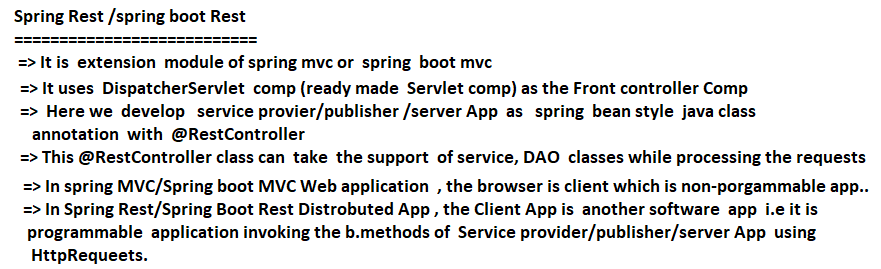 Spring Rest /spring boot Rest
===========================
=> It is extension module of spring mvc or spring boot mvc
=> It uses DispatcherServlet comp (ready made Servlet comp) as the Front controller Comp
=> Here we develop service provier/publisher /server App as spring bean style java class
annotation with @RestController
=> This @RestController class can take the support of service, DAO classes while processing the requests
=> In spring MVC/Spring boot MVC Web application , the browser is client which is non-porgammable app..
=> In Spring Rest/Spring Boot Rest Distrobuted App , the Client App is another software app i.e it is
programmable application invoking the b.methods of Service provider/publisher/server App using
HttpRequeets.